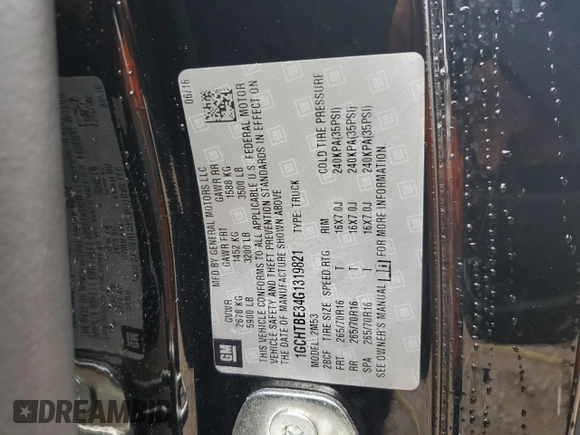 MFD BY GENERAL MOTORS LLC
06/16
GVWR GAWR FRT GAWR RR
2676 KG 1452 KG 1588 KG
5900 LB 3200 LB 3500 LB
THIS VEHICLE CONFORMS TO ALL APPLICABLE U.S. FEDERAL MOTOR
VEHICLE SAFETY AND THEFT PREVENTION STANDARDS IN EFFECT ON
THE DATE OF MANUFACTURE SHOWN ABOVE
1GCHTBE34G1319821 TYPE: TRUCK
MODEL: 2M53
28CF TIRE SIZE SPEED RTG RIM COLD TIRE PRESSURE
FRT 265/70R16 T 16X7.0J 240KPA(35PSI)
RR 265/70R16 T 16X7.0J 240KPA(35PSI)
SPA 265/70R16 T 16X7.0J 240KPA(35PSI)
SEE OWNER'S MANUAL FOR MORE INFORMATION
GM
DREAMBID